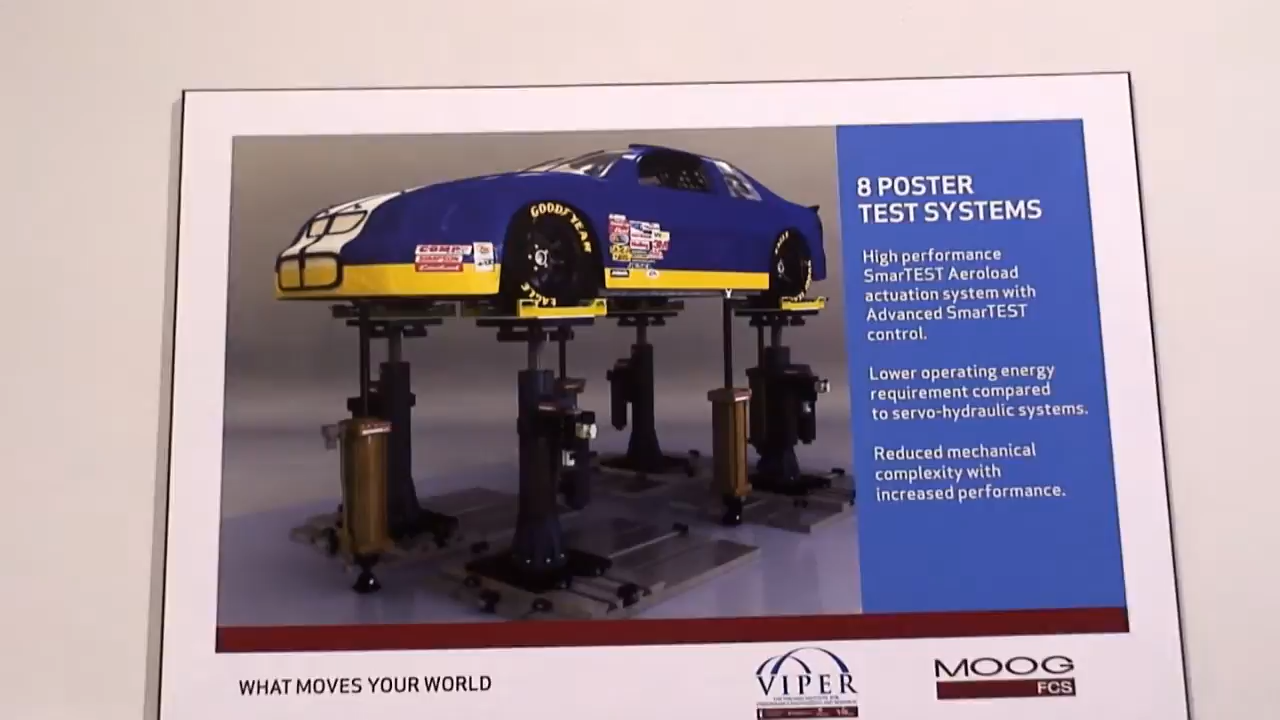 8 POSTER
TEST SYSTEMS
High performance
SmarTEST Aeroload
actuation system with
Advanced SmarTEST
control.
Lower operating energy
requirement compared
to servo-hydraulic systems.
Reduced mechanical
complexity with
increased performance.
GOODYEAR
EAGLE
COMP
SIMPSON
WHAT MOVES YOUR WORLD
VIPER
MOOG
FCS